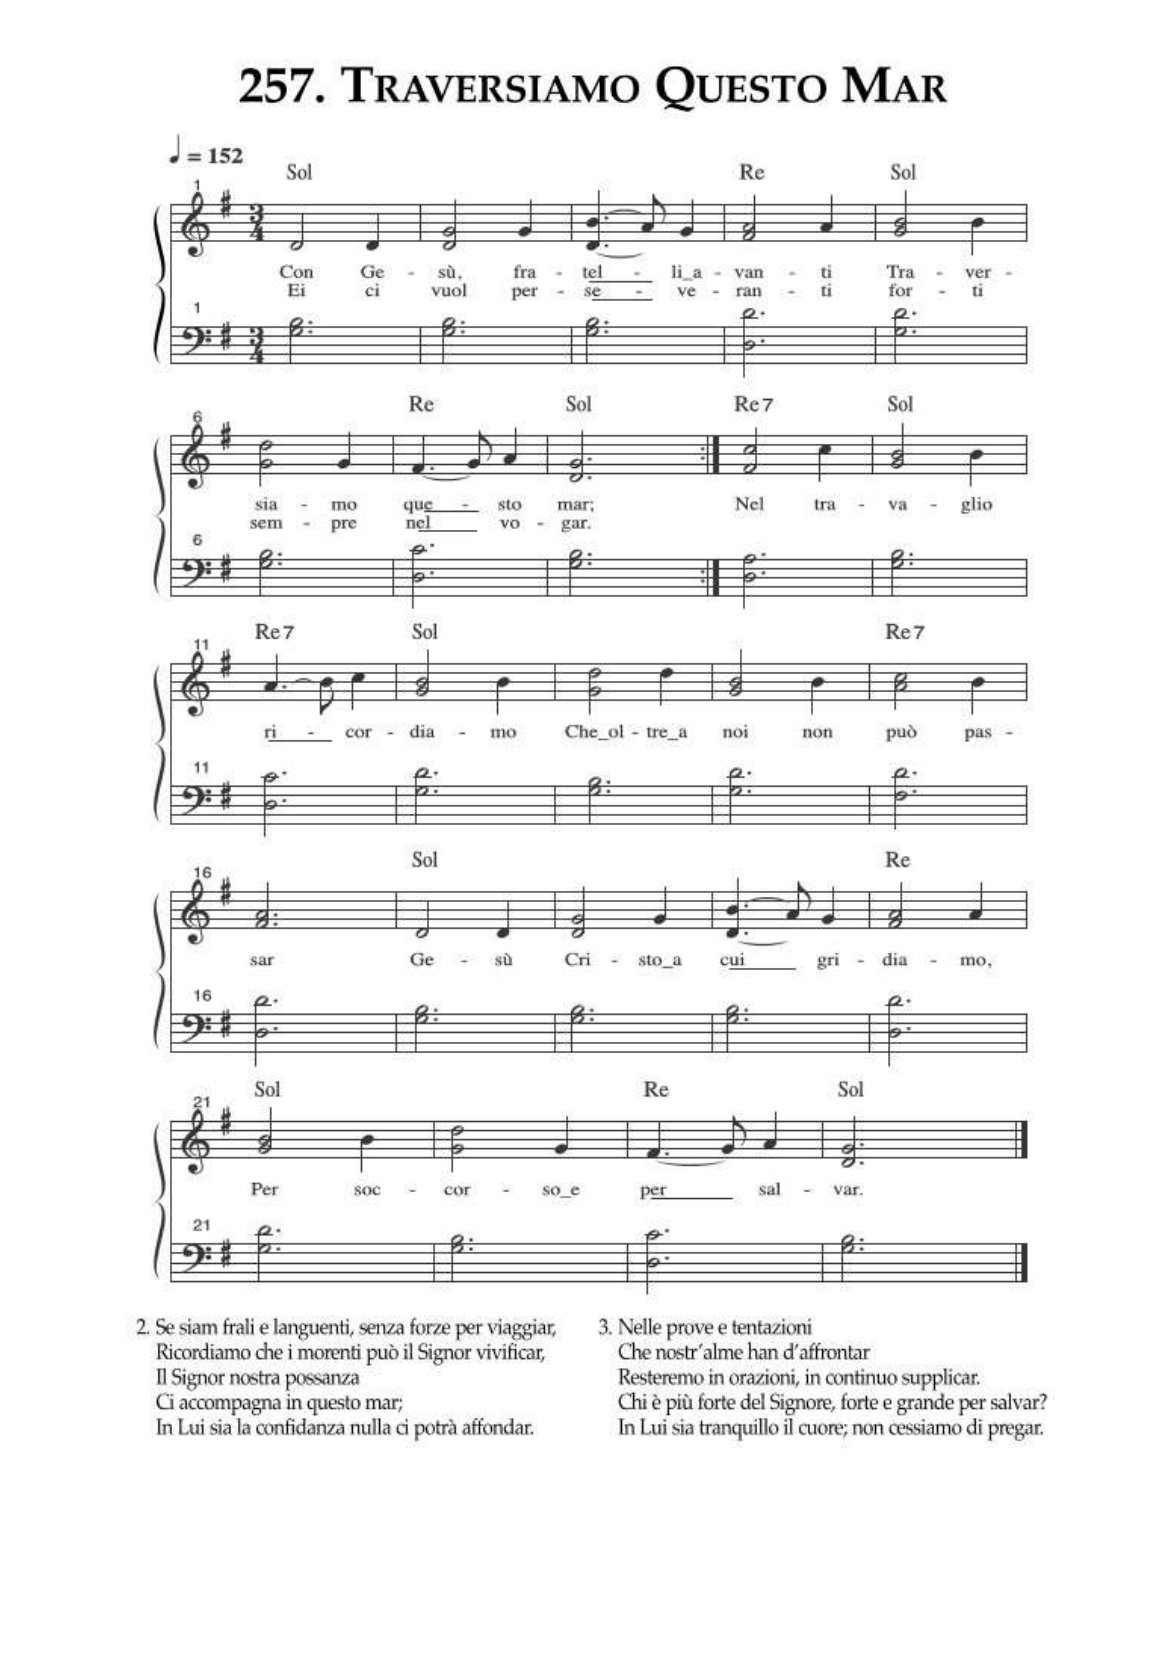 257. Traversiamo Questo Mar
= 152
Sol Re Sol
1
3 4
Con Ge - sù, fra - tel - li_a - van - ti Tra - ver -
Ei ci vuol per - se - ve - ran - ti for - ti
1
3 4
Re Sol Re7 Sol
6
sia - mo que - sto mar; Nel tra - va - glio
sem - pre nel vo - gar.
6
Re7 Sol Re7
11
ri - cor - dia - mo Che_ol - tre_a noi non può pas -
11
Sol Re
16
sar Ge - sù Cri - sto_a cui gri - dia - mo,
16
Sol Re Sol
21
Per soc - cor - so_e per sal - var.
21
2. Se siam frali e languenti, senza forze per viaggiar,
Ricordiamo che i morenti può il Signor vivificar,
Il Signor nostra possanza
Ci accompagna in questo mar;
In Lui sia la confidanza nulla ci potrà affondar.
3. Nelle prove e tentazioni
Che nostr'alme han d'affrontar
Resteremo in orazioni, in continuo supplicar.
Chi è più forte del Signore, forte e grande per salvar?
In Lui sia tranquillo il cuore; non cessiamo di pregar.